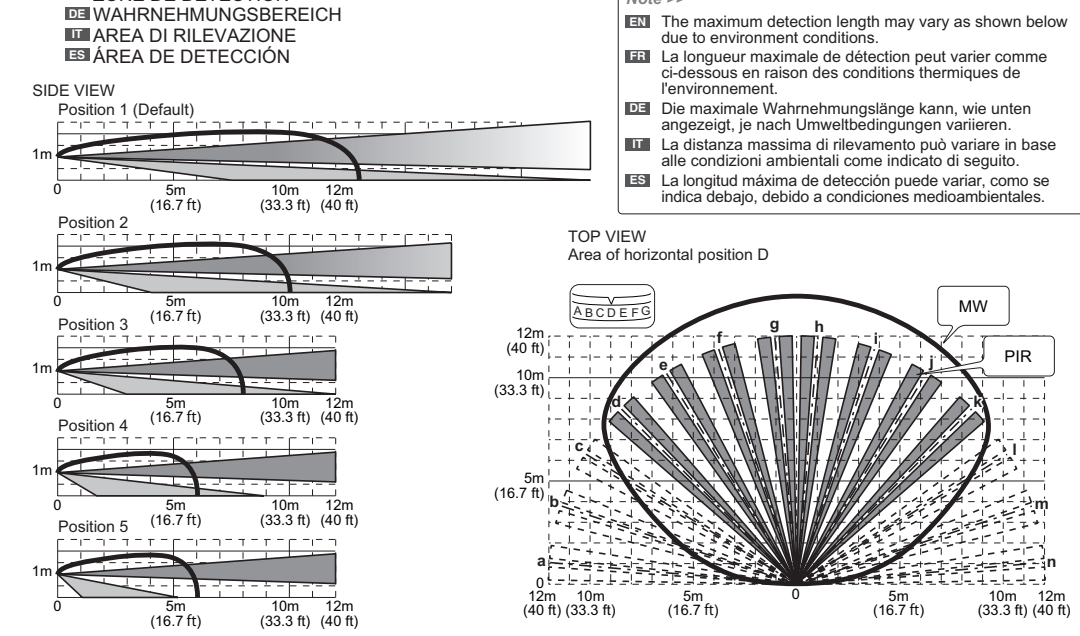 ZONE DE DÉTECTION
DE WAHRNEHMUNGSBEREICH
IT AREA DI RILEVAZIONE
ES ÁREA DE DETECCIÓN
SIDE VIEW
Position 1 (Default)
1m
0 5m 10m 12m
(16.7 ft) (33.3 ft) (40 ft)
Position 2
1m
0 5m 10m 12m
(16.7 ft) (33.3 ft) (40 ft)
Position 3
1m
0 5m 10m 12m
(16.7 ft) (33.3 ft) (40 ft)
Position 4
1m
0 5m 10m 12m
(16.7 ft) (33.3 ft) (40 ft)
Position 5
1m
0 5m 10m 12m
(16.7 ft) (33.3 ft) (40 ft)
Note >>
EN The maximum detection length may vary as shown below
due to environment conditions.
FR La longueur maximale de détection peut varier comme
ci-dessous en raison des conditions thermiques de
l'environnement.
DE Die maximale Wahrnehmungslänge kann, wie unten
angezeigt, je nach Umweltbedingungen variieren.
IT La distanza massima di rilevamento può variare in base
alle condizioni ambientali come indicato di seguito.
ES La longitud máxima de detección puede variar, como se
indica debajo, debido a condiciones medioambientales.
TOP VIEW
Area of horizontal position D
ABCDEFG
MW
PIR
12m
(40 ft)
10m
(33.3 ft)
5m
(16.7 ft)
0
a b c d e f g h i j k l m n
12m 10m 5m 0 5m 10m 12m
(40 ft) (33.3 ft) (16.7 ft) (16.7 ft) (33.3 ft) (40 ft)